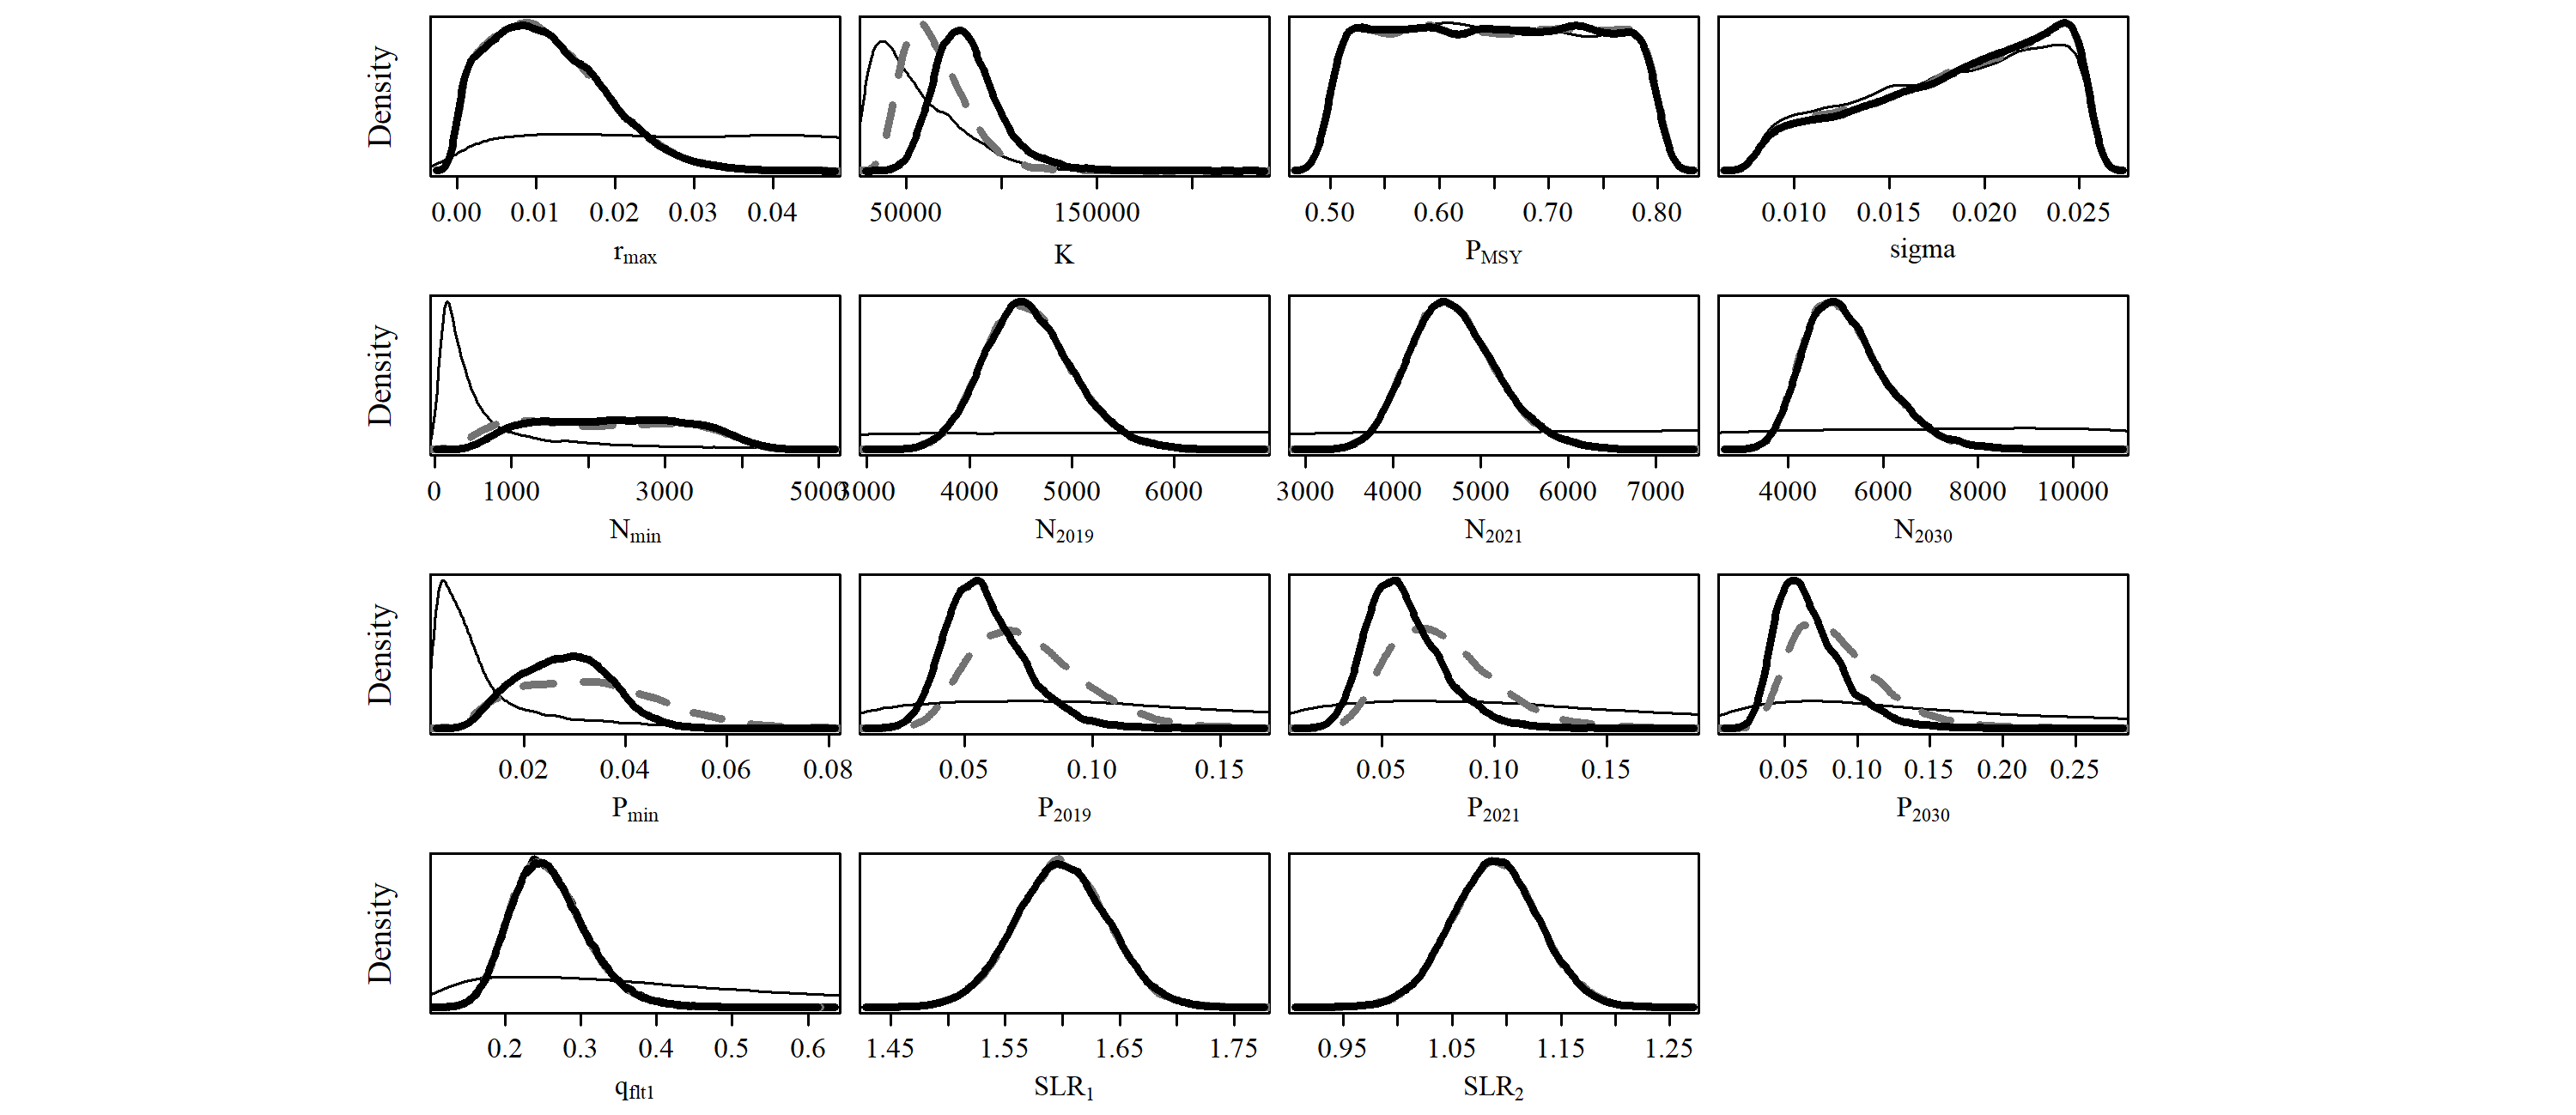 Density
0.00 0.01 0.02 0.03 0.04
50000 150000
0.50 0.60 0.70 0.80
0.010 0.015 0.020 0.025
rmax
K
PMSY
sigma
Density
0 1000 3000 5000
3000 4000 5000 6000
3000 4000 5000 6000 7000
4000 6000 8000 10000
Nmin
N2019
N2021
N2030
Density
0.02 0.04 0.06 0.08
0.05 0.10 0.15
0.05 0.10 0.15
0.05 0.10 0.15 0.20 0.25
Pmin
P2019
P2021
P2030
Density
0.2 0.3 0.4 0.5 0.6
1.45 1.55 1.65 1.75
0.95 1.05 1.15 1.25
qflt1
SLR1
SLR2